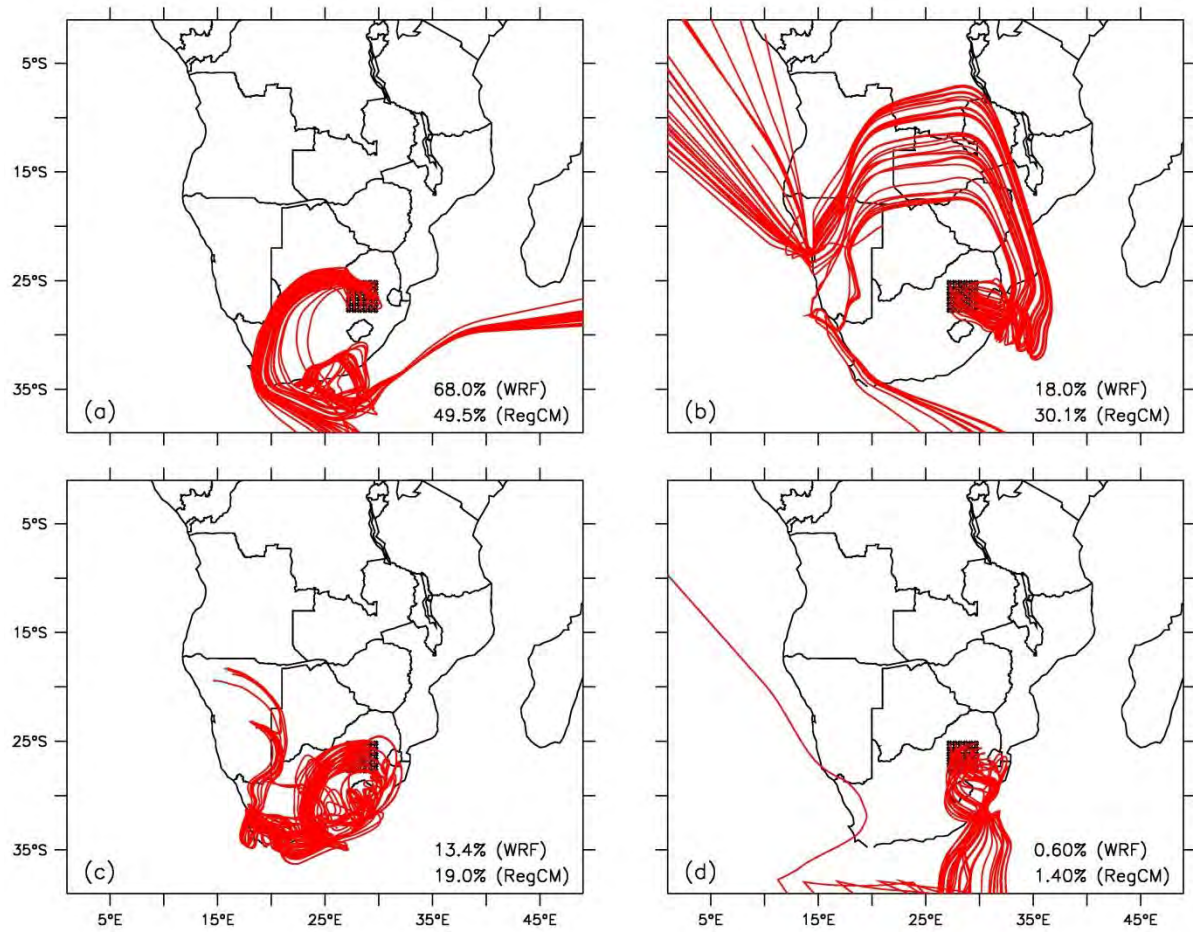 5°S
15°S
25°S
35°S
(a)
68.0% (WRF)
49.5% (RegCM)
(b)
18.0% (WRF)
30.1% (RegCM)
5°S
15°S
25°S
35°S
(c)
13.4% (WRF)
19.0% (RegCM)
(d)
0.60% (WRF)
1.40% (RegCM)
5°E 15°E 25°E 35°E 45°E
5°E 15°E 25°E 35°E 45°E